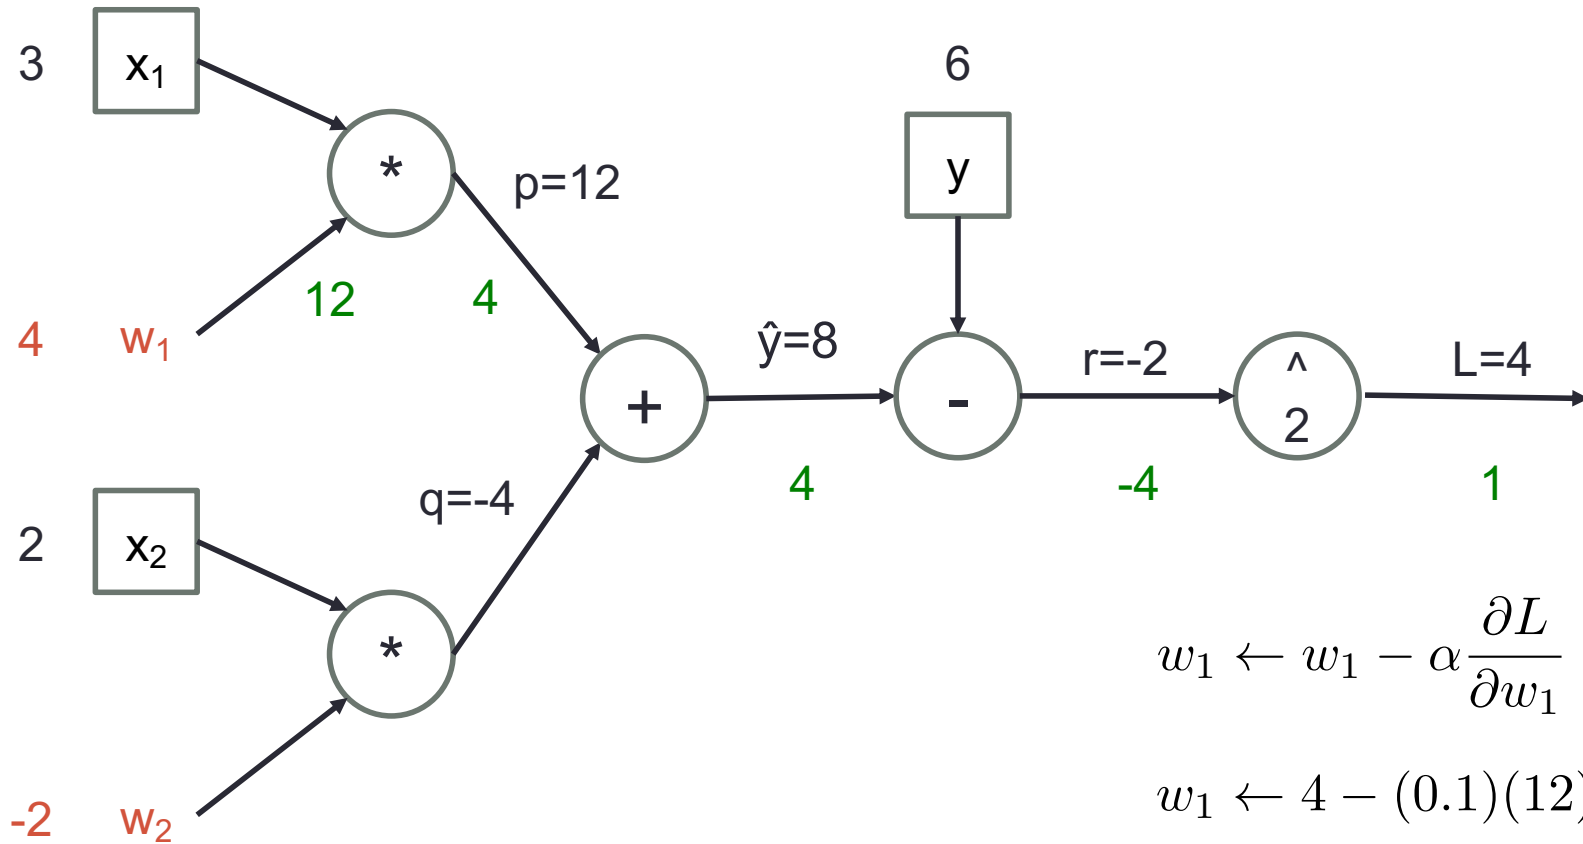 3
x₁
6
*
p=12
y
12
4
4
w₁
ŷ=8
r=-2
^
2
L=4
+
-
4
-4
1
q=-4
2
x₂
*
w₁ ← w₁ − α ∂L/∂w₁
w₁ ← 4 − (0.1)(12)
-2
w₂